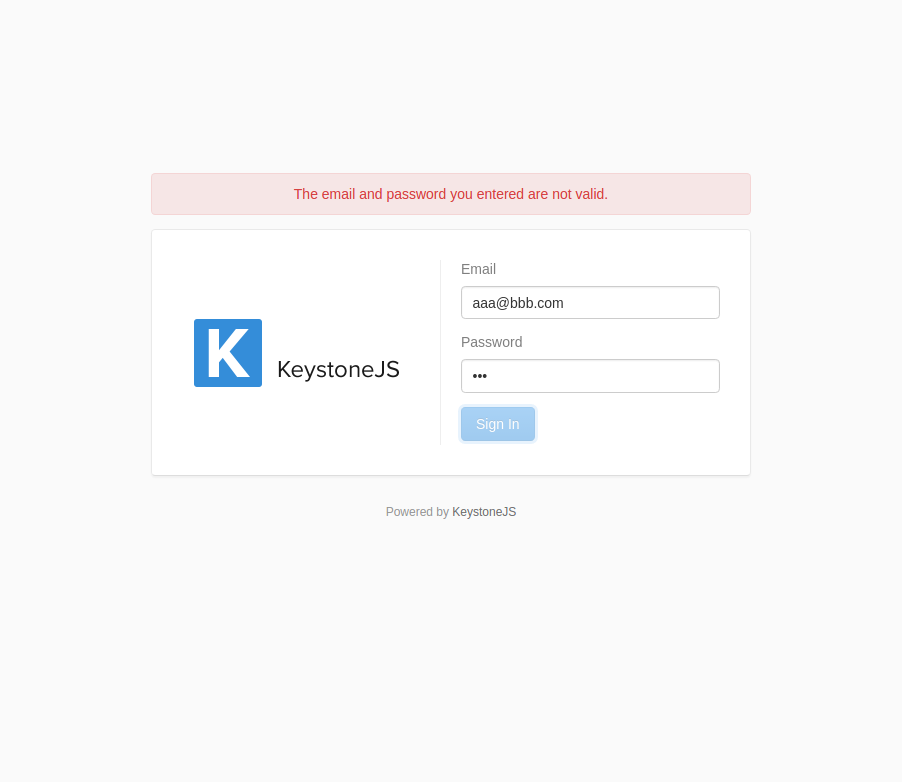 The email and password you entered are not valid.
K KeystoneJS
Email
aaa@bbb.com
Password
•••
Sign In
Powered by KeystoneJS